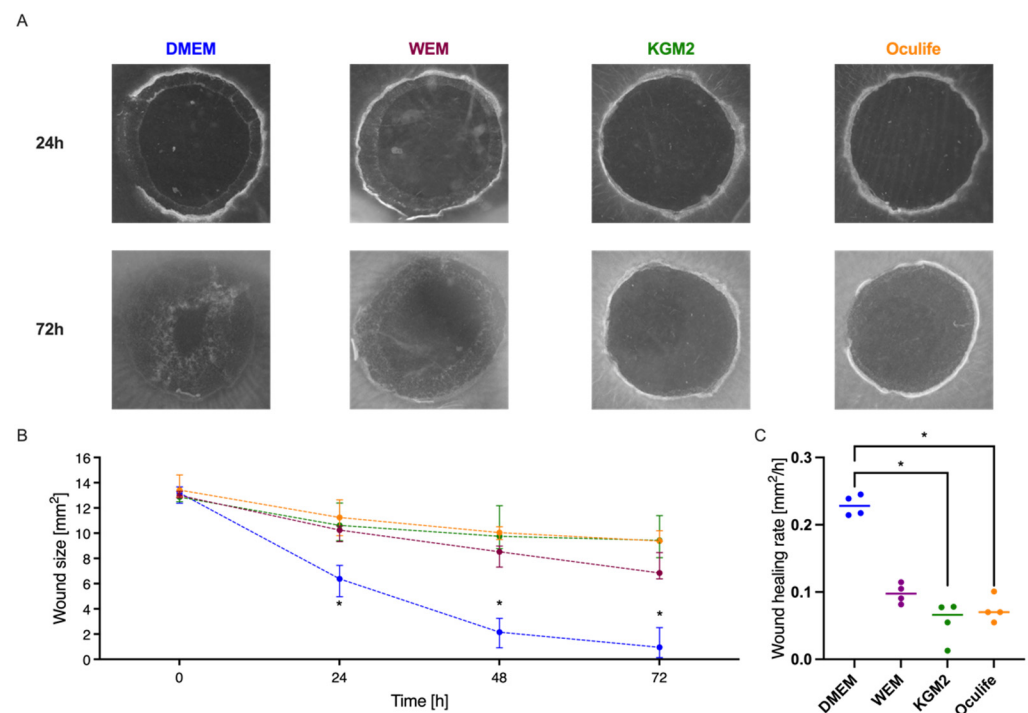 A
DMEM WEM KGM2 Oculife
24h
72h
B
16
14
12
10
8
6
4
2
0
Wound size [mm²]
* * *
0 24 48 72
Time [h]
C
*
*
0.3
0.2
0.1
0.0
Wound healing rate [mm²/h]
DMEM WEM KGM2 Oculife